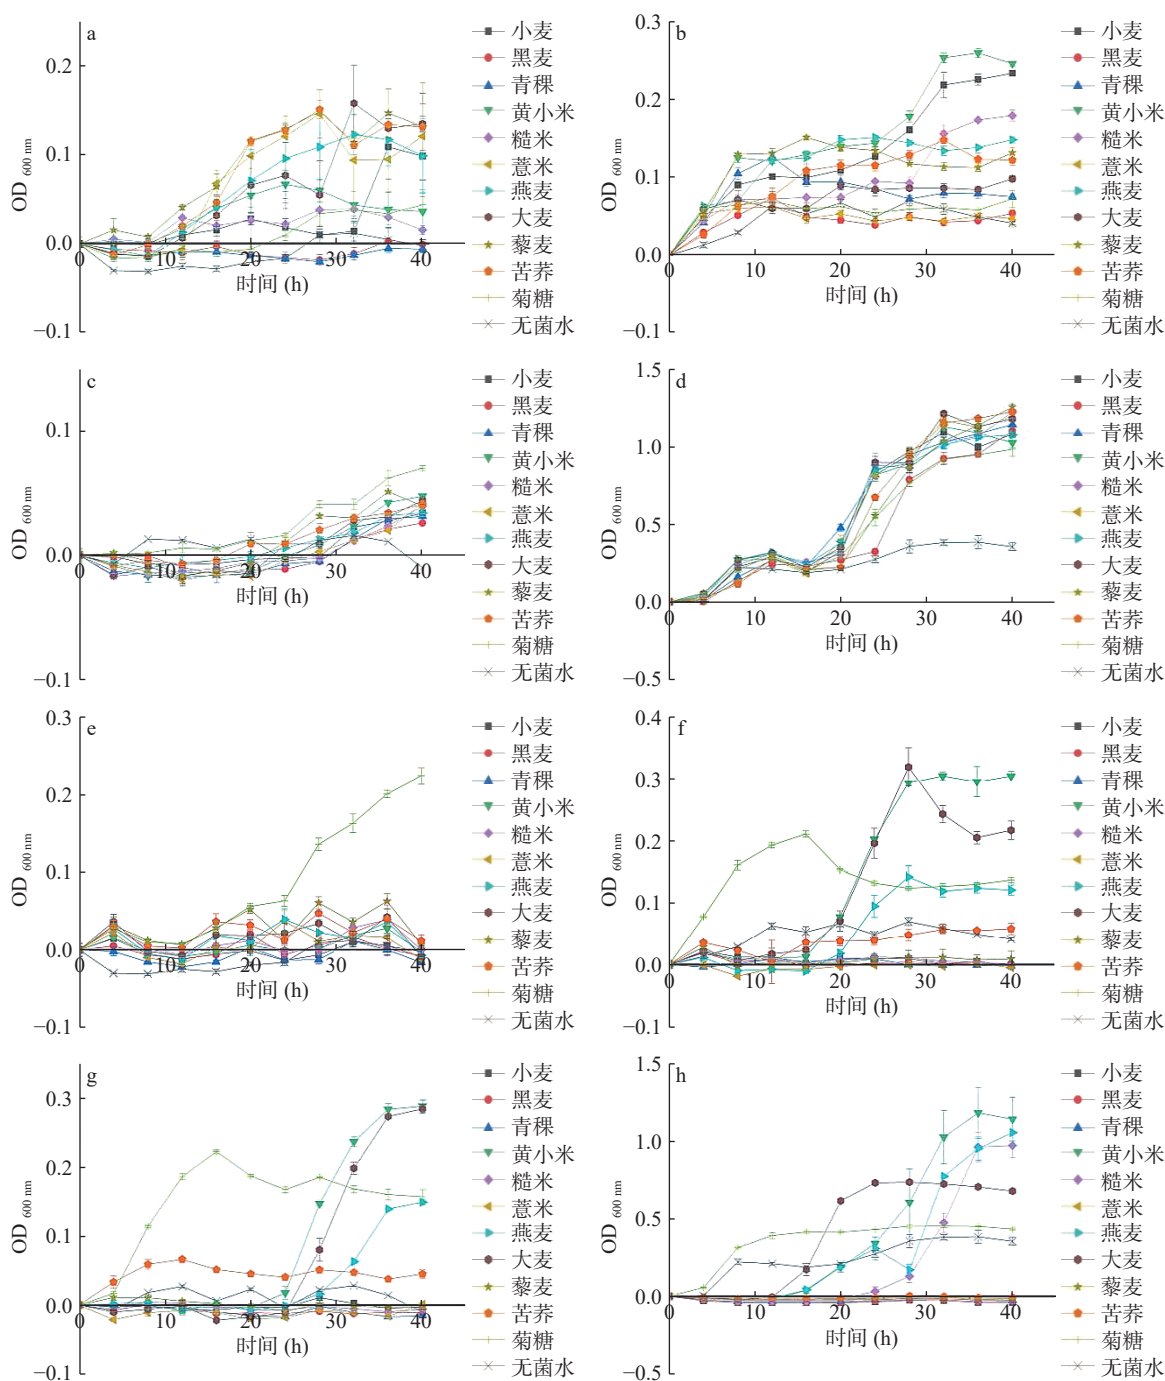 a
OD 600 nm
0.2
0.1
0.0
−0.1
0
10
20
30
40
时间 (h)
小麦
黑麦
青稞
黄小米
糙米
薏米
燕麦
大麦
藜麦
苦荞
菊糖
无菌水
b
OD 600 nm
0.3
0.2
0.1
0.0
−0.1
0
10
20
30
40
时间 (h)
小麦
黑麦
青稞
黄小米
糙米
薏米
燕麦
大麦
藜麦
苦荞
菊糖
无菌水
c
OD 600 nm
0.1
0.0
−0.1
0
10
20
30
40
时间 (h)
小麦
黑麦
青稞
黄小米
糙米
薏米
燕麦
大麦
藜麦
苦荞
菊糖
无菌水
d
OD 600 nm
1.5
1.0
0.5
0.0
−0.5
0
10
20
30
40
时间 (h)
小麦
黑麦
青稞
黄小米
糙米
薏米
燕麦
大麦
藜麦
苦荞
菊糖
无菌水
e
OD 600 nm
0.3
0.2
0.1
0.0
−0.1
0
10
20
30
40
时间 (h)
小麦
黑麦
青稞
黄小米
糙米
薏米
燕麦
大麦
藜麦
苦荞
菊糖
无菌水
f
OD 600 nm
0.4
0.3
0.2
0.1
0.0
−0.1
0
10
20
30
40
时间 (h)
小麦
黑麦
青稞
黄小米
糙米
薏米
燕麦
大麦
藜麦
苦荞
菊糖
无菌水
g
OD 600 nm
0.3
0.2
0.1
0.0
−0.1
0
10
20
30
40
时间 (h)
小麦
黑麦
青稞
黄小米
糙米
薏米
燕麦
大麦
藜麦
苦荞
菊糖
无菌水
h
OD 600 nm
1.5
1.0
0.5
0.0
−0.5
0
10
20
30
40
时间 (h)
小麦
黑麦
青稞
黄小米
糙米
薏米
燕麦
大麦
藜麦
苦荞
菊糖
无菌水